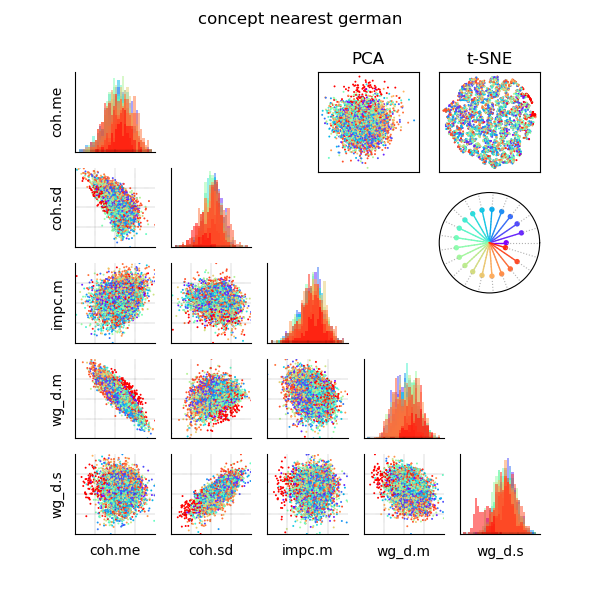 concept nearest german
PCA
t-SNE
coh.me
coh.sd
impc.m
wg_d.m
wg_d.s
coh.me
coh.sd
impc.m
wg_d.m
wg_d.s